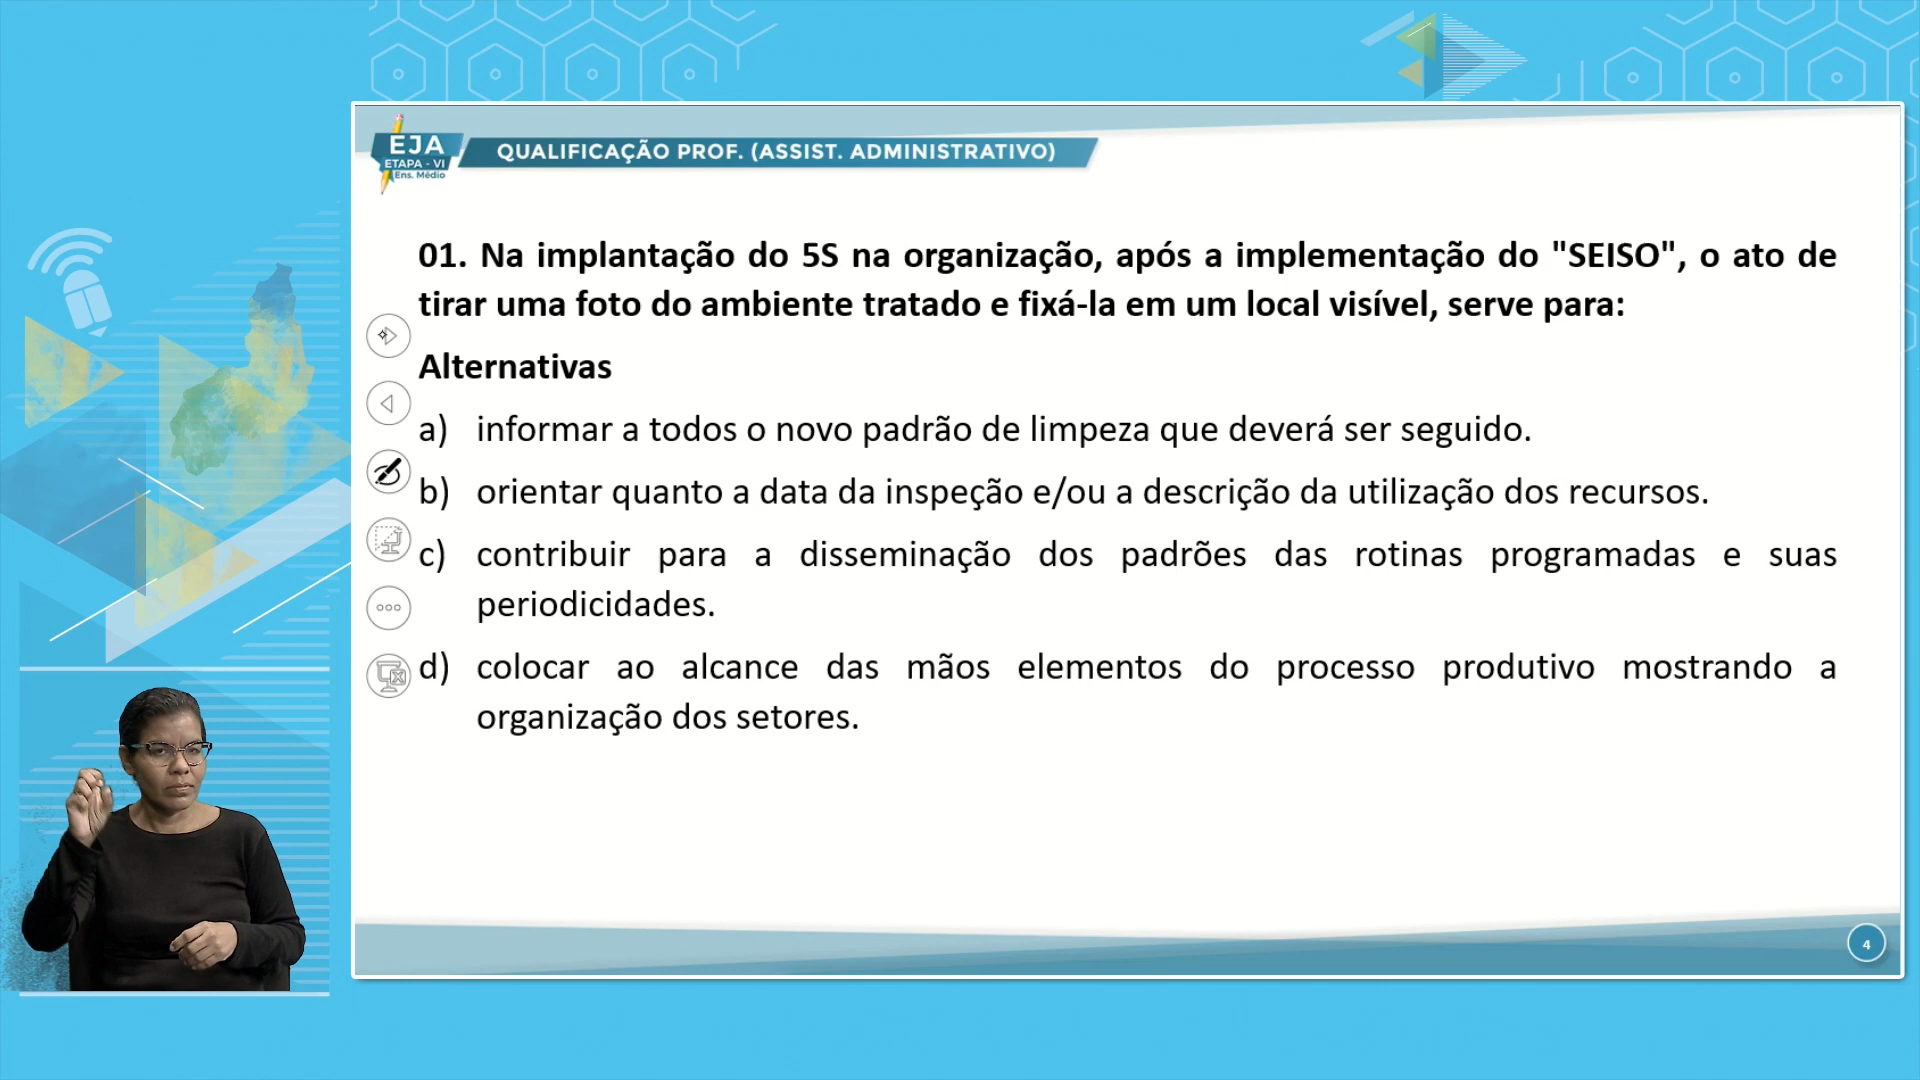 EJA
ETAPA - VI
Ens. Médio
QUALIFICAÇÃO PROF. (ASSIST. ADMINISTRATIVO)
01. Na implantação do 5S na organização, após a implementação do "SEISO", o ato de
tirar uma foto do ambiente tratado e fixá-la em um local visível, serve para:
Alternativas
a) informar a todos o novo padrão de limpeza que deverá ser seguido.
b) orientar quanto a data da inspeção e/ou a descrição da utilização dos recursos.
c) contribuir para a disseminação dos padrões das rotinas programadas e suas
periodicidades.
d) colocar ao alcance das mãos elementos do processo produtivo mostrando a
organização dos setores.
4